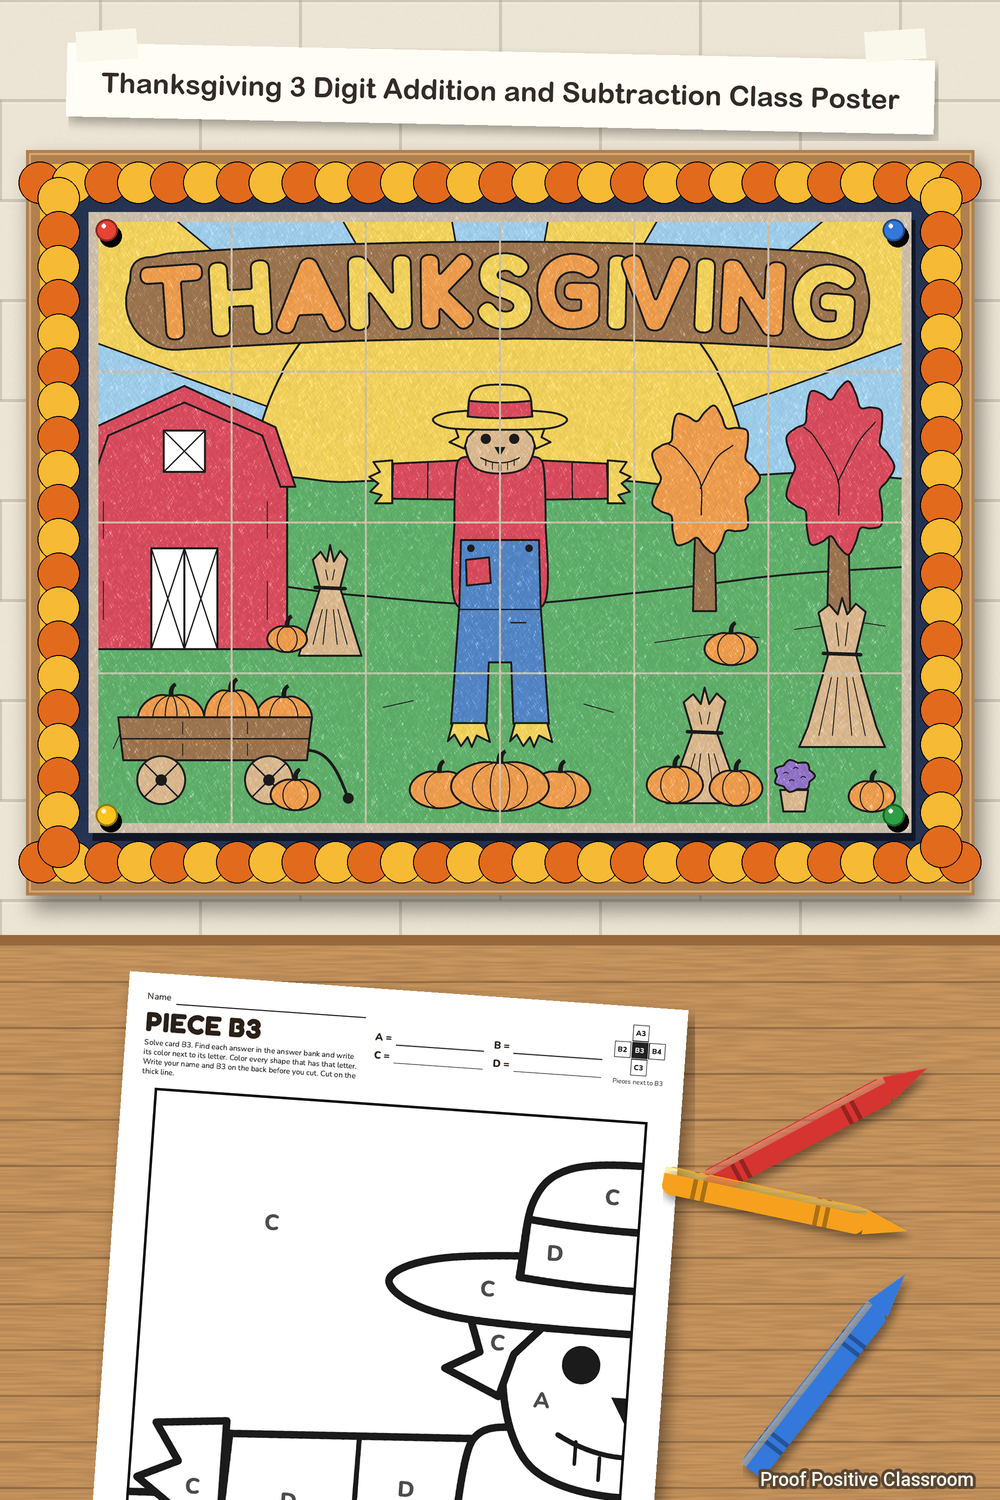 Thanksgiving 3 Digit Addition and Subtraction Class Poster
THANKSGIVING
Name
PIECE B3
Solve card B3. Find each answer in the answer bank and write
its color next to its letter. Color every shape that has that letter.
Write your name and B3 on the back before you cut. Cut on the
thick line.
A =
B =
C =
D =
A3
B2 B3 B4
C3
Pieces next to B3
C
C
D
C
C
A
C
D
D
Proof Positive Classroom